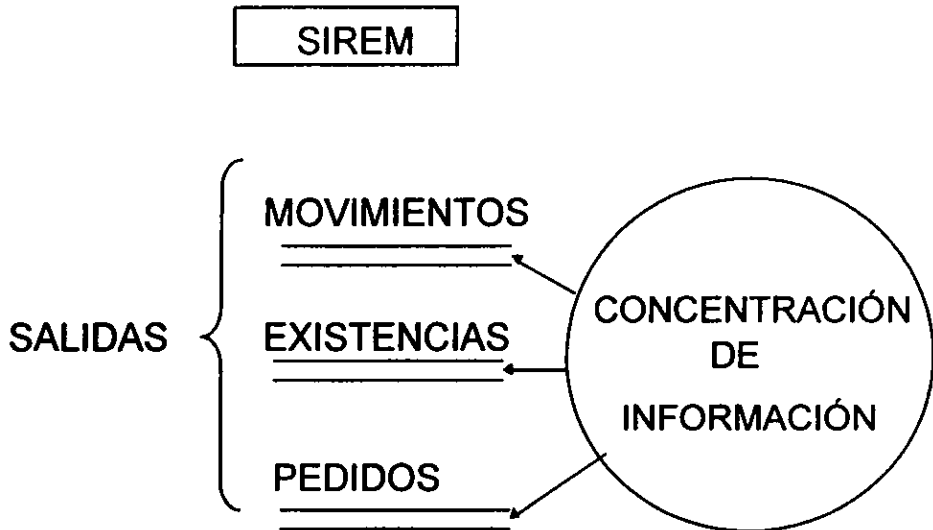 SIREM
MOVIMIENTOS
SALIDAS
EXISTENCIAS
PEDIDOS
CONCENTRACIÓN
DE
INFORMACIÓN